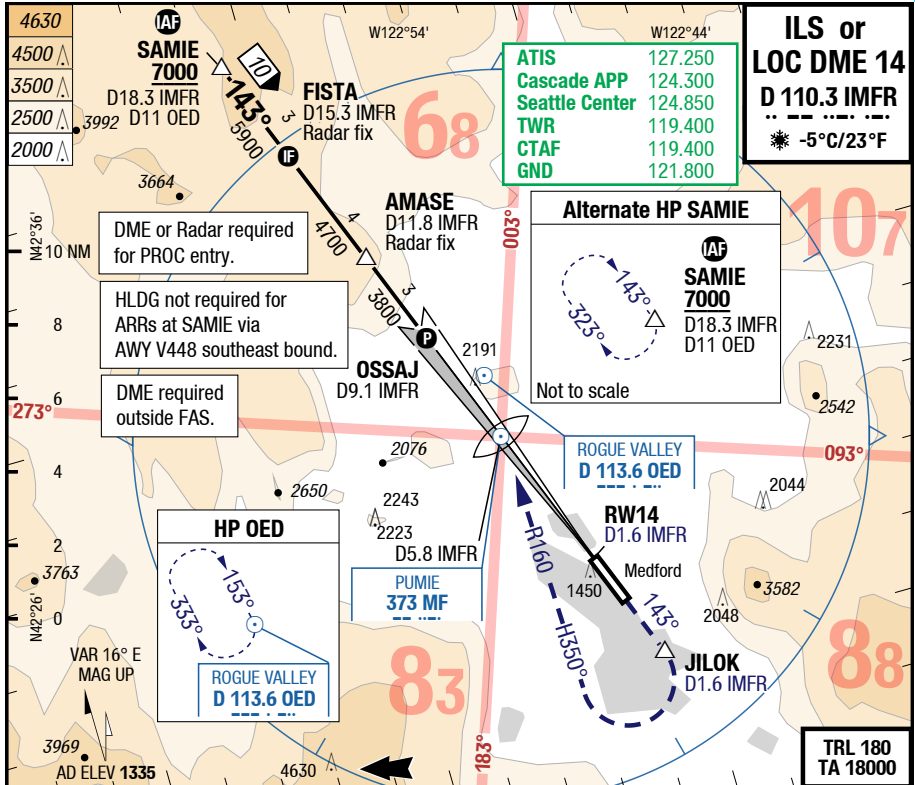 4630
4500
3500
2500
2000
IAF
SAMIE
7000
D18.3 IMFR
D11 OED
10
143°
3
5900
FISTA
D15.3 IMFR
Radar fix
IF
W122°54'
W122°44'
ATIS 127.250
Cascade APP 124.300
Seattle Center 124.850
TWR 119.400
CTAF 119.400
GND 121.800
ILS or
LOC DME 14
D 110.3 IMFR
-5°C/23°F
3992
3664
68
107
N42°36'
10 NM
DME or Radar required
for PROC entry.
AMASE
D11.8 IMFR
Radar fix
4
4700
003°
Alternate HP SAMIE
IAF
SAMIE
7000
D18.3 IMFR
D11 OED
143°
323°
Not to scale
HLDG not required for
ARRs at SAMIE via
AWY V448 southeast bound.
3
3800
P
8
OSSAJ
D9.1 IMFR
2191
2231
DME required
outside FAS.
6
273°
2542
2076
ROGUE VALLEY
D 113.6 OED
093°
4
2650
2243
2223
D5.8 IMFR
2044
RW14
D1.6 IMFR
HP OED
153°
333°
ROGUE VALLEY
D 113.6 OED
PUMIE
373 MF
R160
H350°
1450
Medford
143°
3582
2048
2
3763
0
N42°26'
JILOK
D1.6 IMFR
83
88
VAR 16° E
MAG UP
183°
3969
AD ELEV 1335
4630
TRL 180
TA 18000